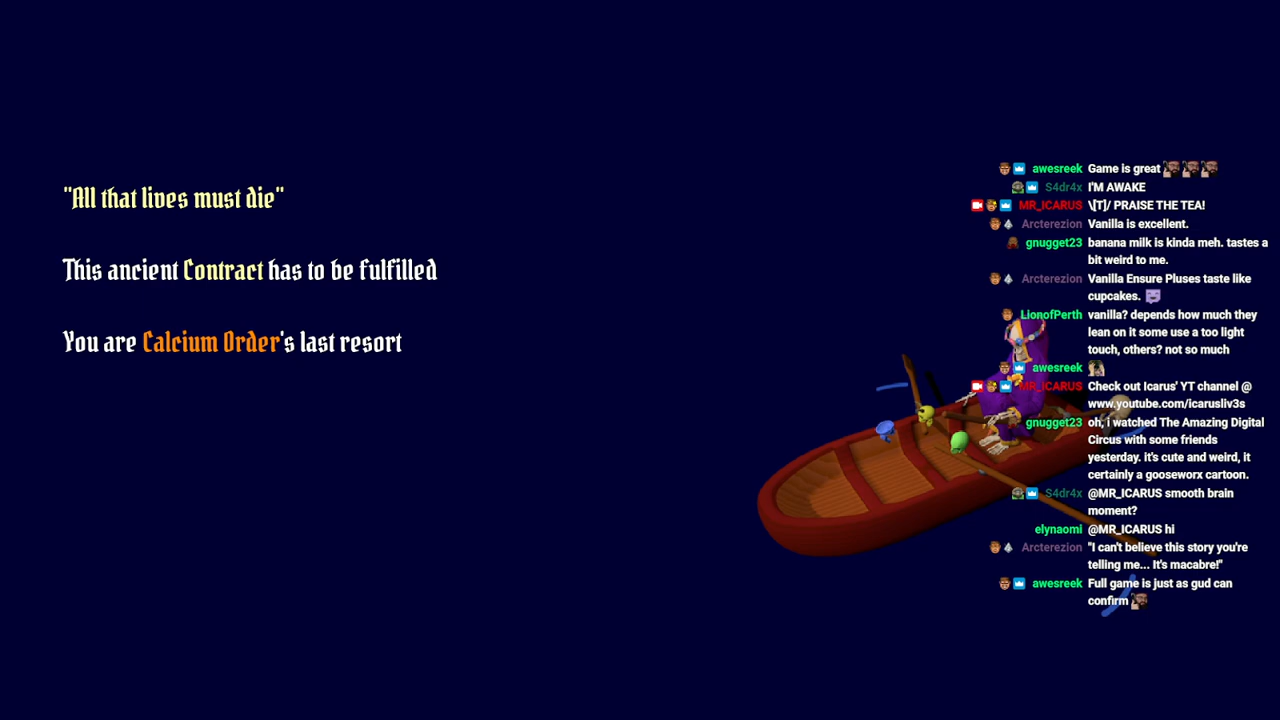 "All that lives must die"
This ancient Contract has to be fulfilled
You are Calcium Order's last resort
awesreek Game is great
S4dr4x I'M AWAKE
MR_ICARUS \[T]/ PRAISE THE TEA!
Arcterezion Vanilla is excellent.
gnugget23 banana milk is kinda meh. tastes a
bit weird to me.
Arcterezion Vanilla Ensure Pluses taste like
cupcakes.
LionofPerth vanilla? depends how much they
lean on it some use a too light
touch, others? not so much
awesreek
MR_ICARUS Check out Icarus' YT channel @
www.youtube.com/icarusliv3s
gnugget23 oh, i watched The Amazing Digital
Circus with some friends
yesterday. it's cute and weird, it
certainly a gooseworx cartoon.
S4dr4x @MR_ICARUS smooth brain
moment?
elynaomi @MR_ICARUS hi
Arcterezion "I can't believe this story you're
telling me... It's macabre!"
awesreek Full game is just as gud can
confirm